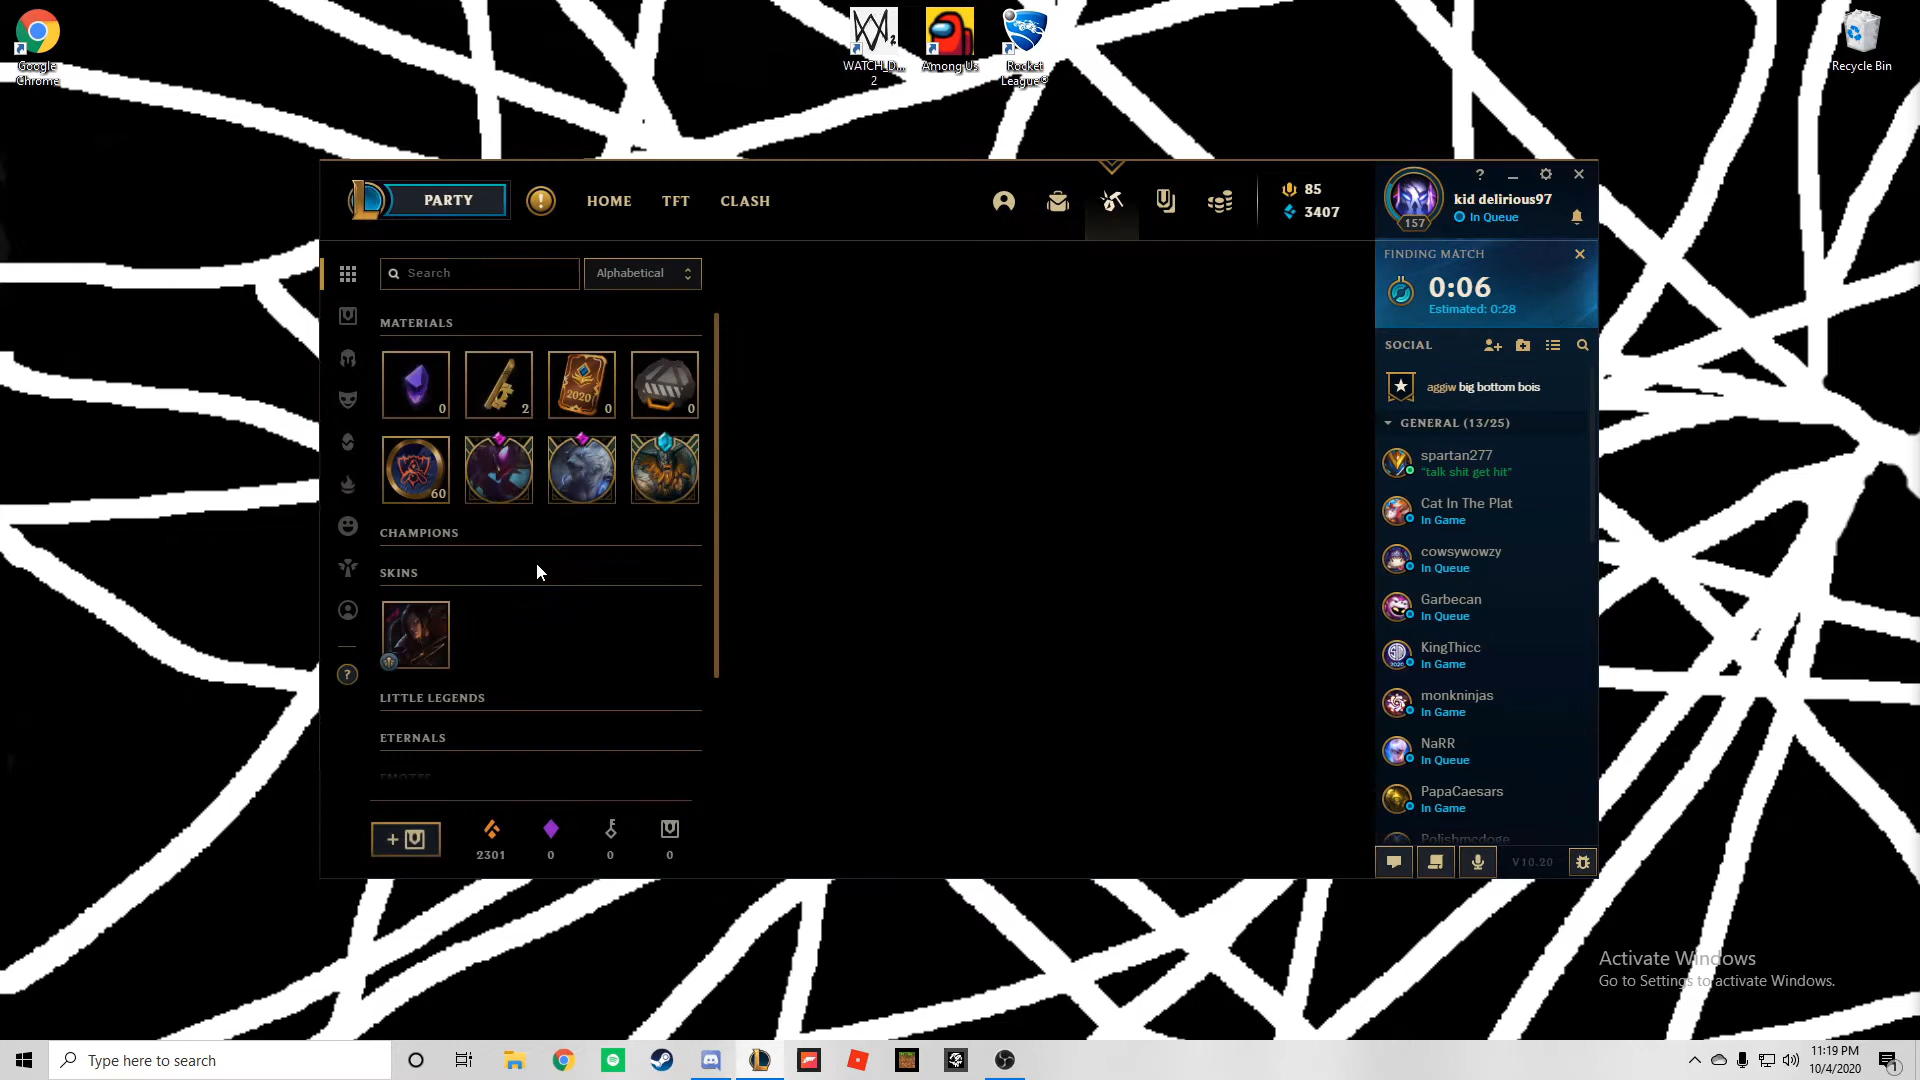 Google
Chrome
WATCH_D...
2
Among Us
Rocket
League®
Recycle Bin
PARTY
HOME
TFT
CLASH
85
3407
?
kid delirious97
In Queue
157
FINDING MATCH
0:06
Estimated: 0:28
Search
Alphabetical
MATERIALS
0
2
2020
0
0
60
CHAMPIONS
SKINS
LITTLE LEGENDS
ETERNALS
EMOTES
?
+
2301
0
0
0
SOCIAL
aggiw big bottom bois
GENERAL (13/25)
spartan277
"talk shit get hit"
Cat In The Plat
In Game
cowsywowzy
In Queue
Garbecan
In Queue
KingThicc
In Game
monkninjas
In Game
NaRR
In Queue
PapaCaesars
In Game
Polishmcdoge
V10.20
Activate Windows
Go to Settings to activate Windows.
Type here to search
11:19 PM
10/4/2020
1